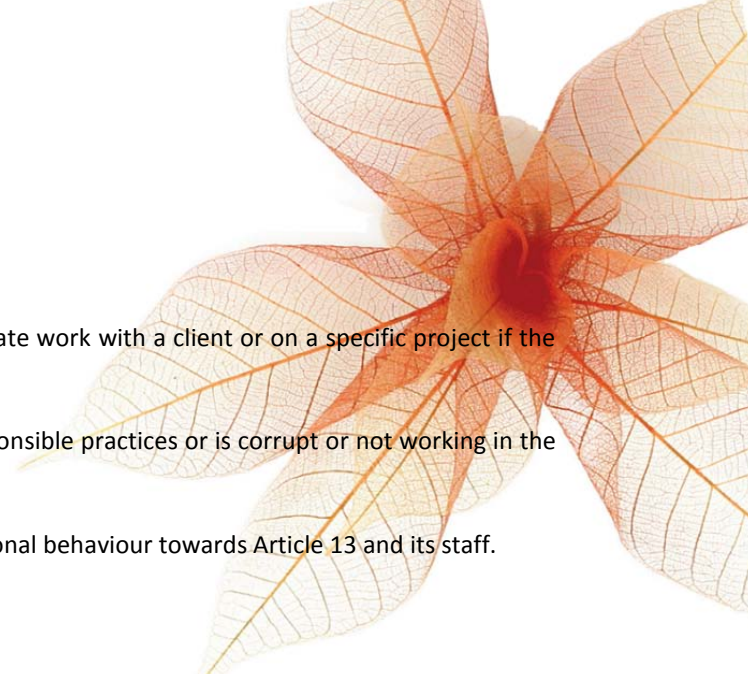 ate work with a client or on a specific project if the
onsible practices or is corrupt or not working in the
onal behaviour towards Article 13 and its staff.